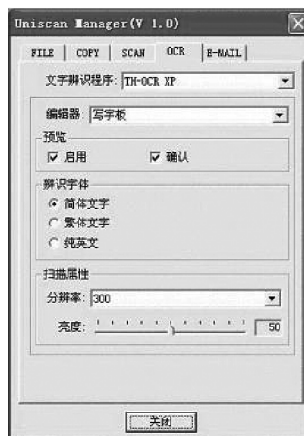 Uniscan Manager(V 1.0)
FILE COPY SCAN OCR E-MAIL
文字辨识程序: TH-OCR XP
编辑器: 写字板
预览
启用 确认
辨识字体
简体文字
繁体文字
纯英文
扫描属性
分辨率: 300
亮度: 50
关闭